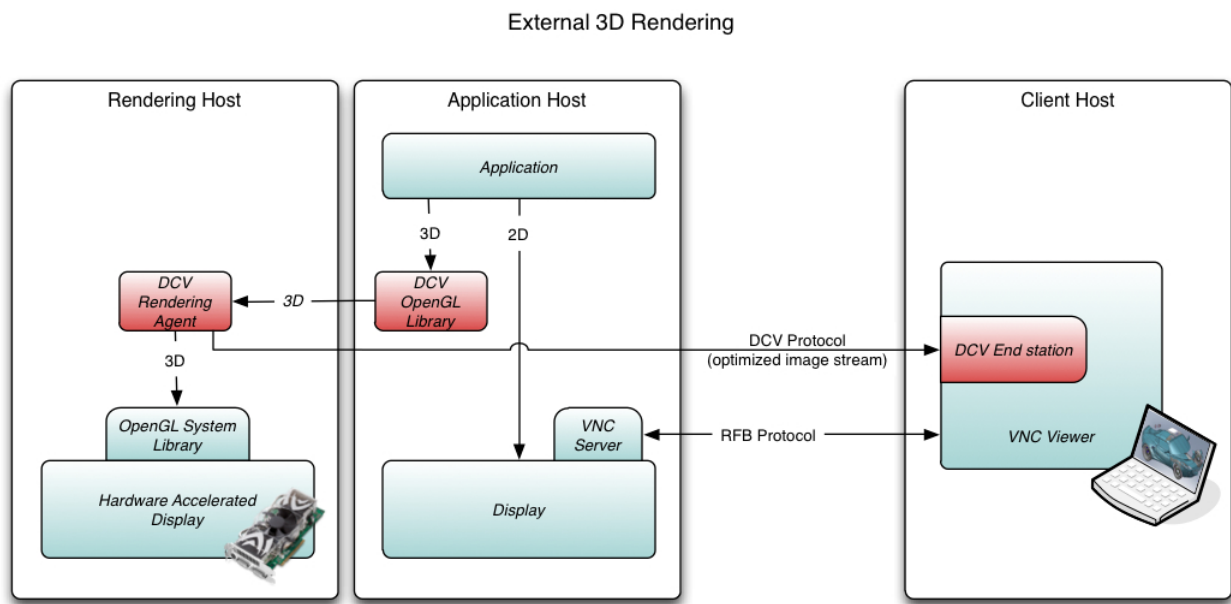 External 3D Rendering
Rendering Host
Application Host
Client Host
Application
3D
2D
DCV
Rendering
Agent
3D
DCV
OpenGL
Library
DCV Protocol
(optimized image stream)
DCV End station
3D
OpenGL System
Library
VNC
Server
RFB Protocol
VNC Viewer
Hardware Accelerated
Display
Display